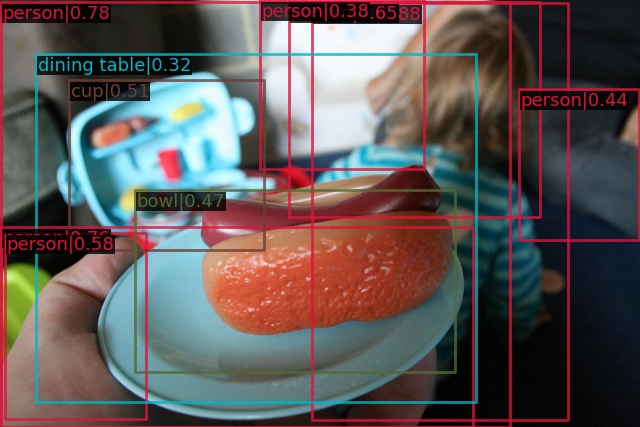 person|0.78
person|0.38
.65
88
dining table|0.32
cup|0.51
person|0.44
bowl|0.47
person|0.58